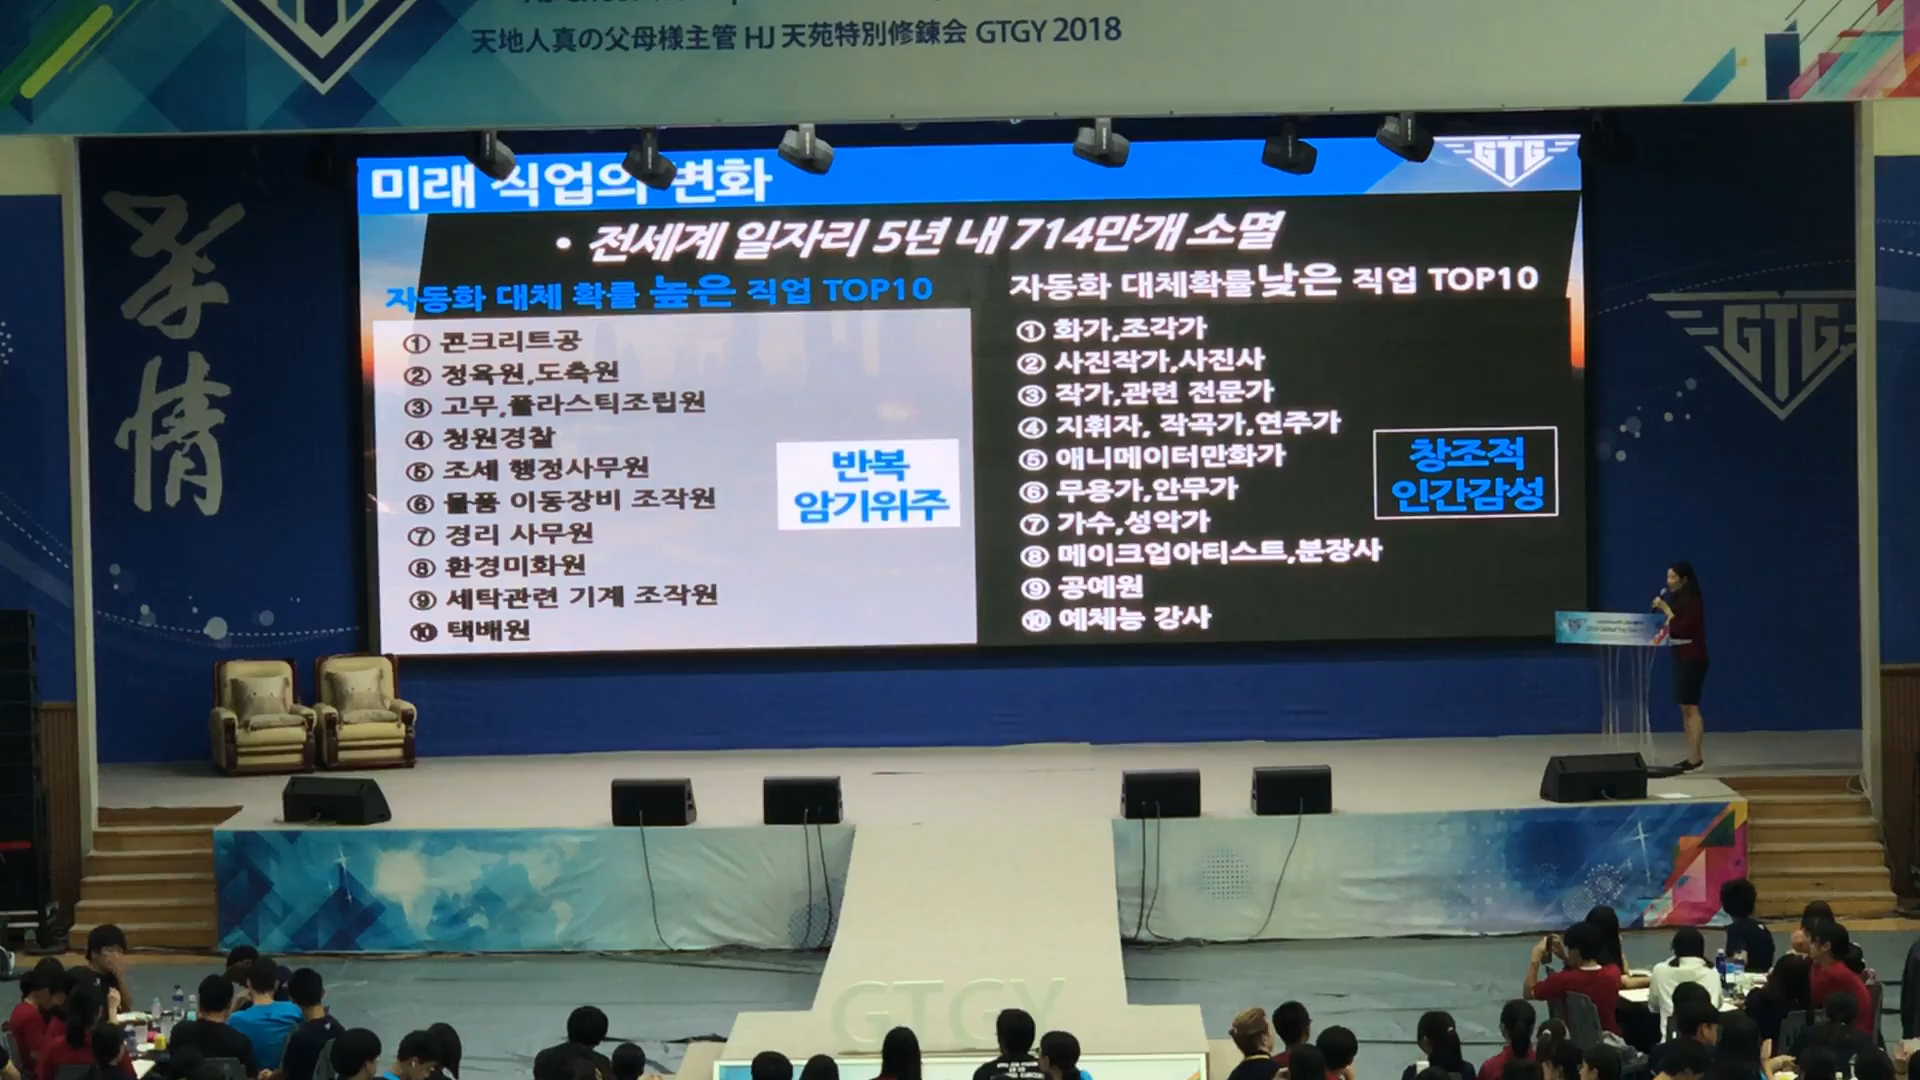 天地人真の父母様主管 HJ 天苑特別修鍊会 GTGY 2018
미래 직업의 변화
GTG
• 전세계 일자리 5년 내 714만개 소멸
자동화 대체 확률 높은 직업 TOP10
① 콘크리트공
② 정육원,도축원
③ 고무,플라스틱조립원
④ 청원경찰
⑤ 조세 행정사무원
⑥ 물품 이동장비 조작원
⑦ 경리 사무원
⑧ 환경미화원
⑨ 세탁관련 기계 조작원
⑩ 택배원
반복
암기위주
자동화 대체확률낮은 직업 TOP10
① 화가,조각가
② 사진작가,사진사
③ 작가,관련 전문가
④ 지휘자, 작곡가,연주가
⑤ 애니메이터만화가
⑥ 무용가,안무가
⑦ 가수,성악가
⑧ 메이크업아티스트,분장사
⑨ 공예원
⑩ 예체능 강사
창조적
인간감성
孝情
GTG
GTGY